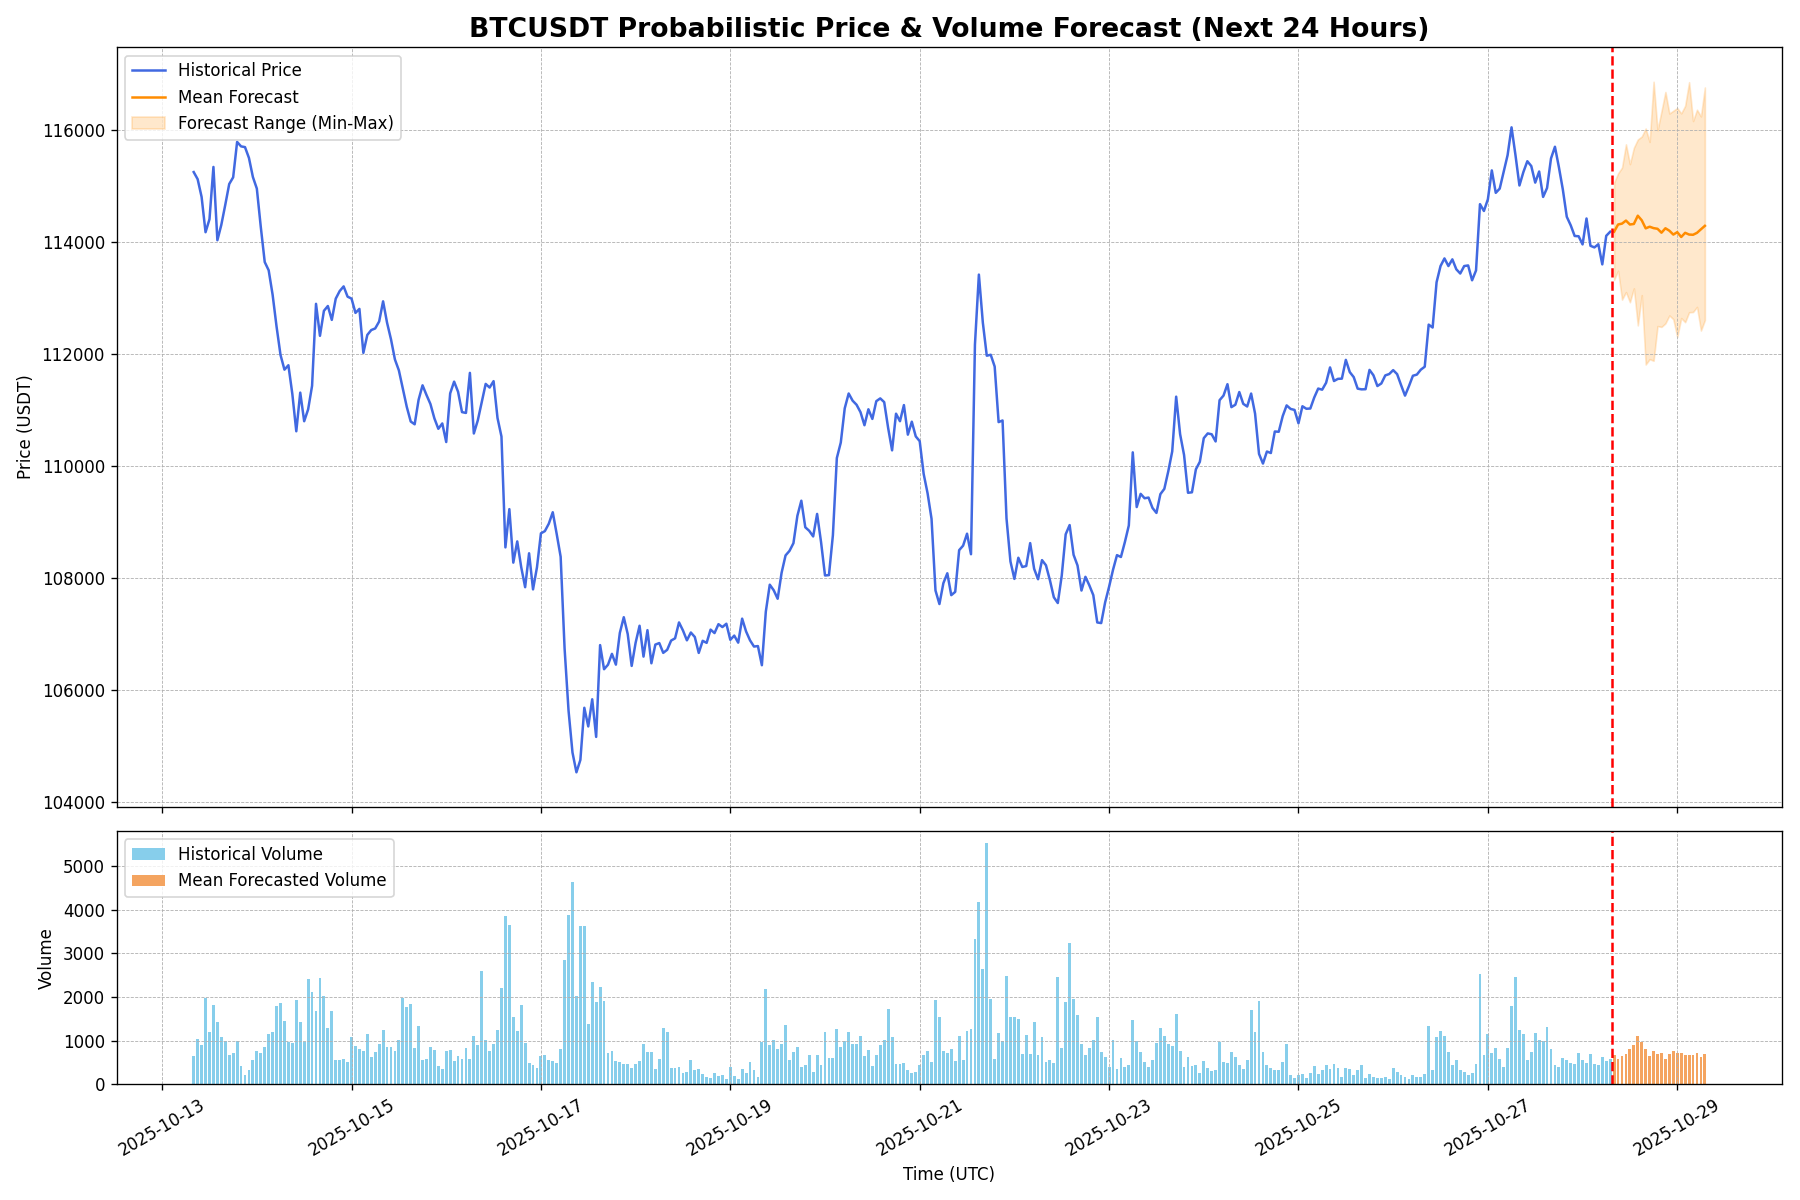 BTCUSDT Probabilistic Price & Volume Forecast (Next 24 Hours)
Historical Price
Mean Forecast
Forecast Range (Min-Max)
116000
114000
112000
110000
108000
106000
104000
Price (USDT)
Historical Volume
Mean Forecasted Volume
5000
4000
3000
2000
1000
0
Volume
2025-10-13
2025-10-15
2025-10-17
2025-10-19
2025-10-21
2025-10-23
2025-10-25
2025-10-27
2025-10-29
Time (UTC)